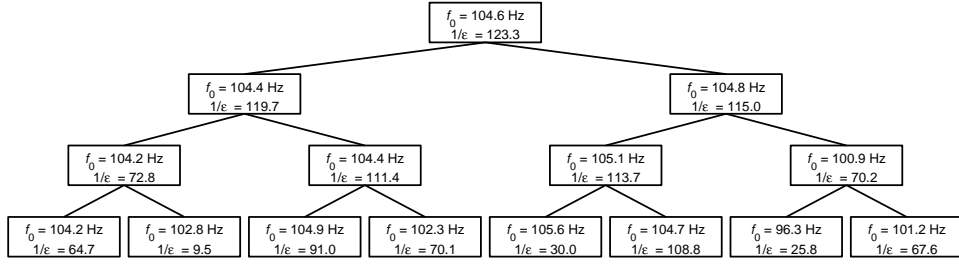 f₀ = 104.6 Hz
1/ε = 123.3
f₀ = 104.4 Hz
1/ε = 119.7
f₀ = 104.8 Hz
1/ε = 115.0
f₀ = 104.2 Hz
1/ε = 72.8
f₀ = 104.4 Hz
1/ε = 111.4
f₀ = 105.1 Hz
1/ε = 113.7
f₀ = 100.9 Hz
1/ε = 70.2
f₀ = 104.2 Hz
1/ε = 64.7
f₀ = 102.8 Hz
1/ε = 9.5
f₀ = 104.9 Hz
1/ε = 91.0
f₀ = 102.3 Hz
1/ε = 70.1
f₀ = 105.6 Hz
1/ε = 30.0
f₀ = 104.7 Hz
1/ε = 108.8
f₀ = 96.3 Hz
1/ε = 25.8
f₀ = 101.2 Hz
1/ε = 67.6